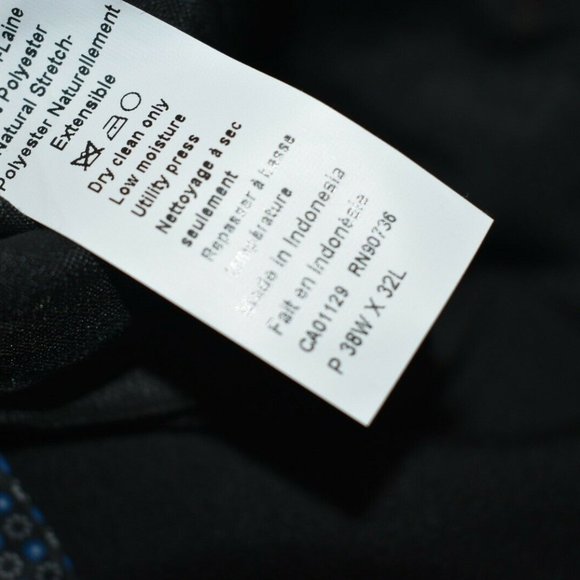 -Laine
Polyester
Natural Stretch-
Polyester Naturellement
Extensible
Dry clean only
Low moisture
Utility press
Nettoyage à sec
seulement
Repasser à basse
température
Made in Indonesia
Fait en Indonésie
CA01129 RN90736
P 38W X 32L